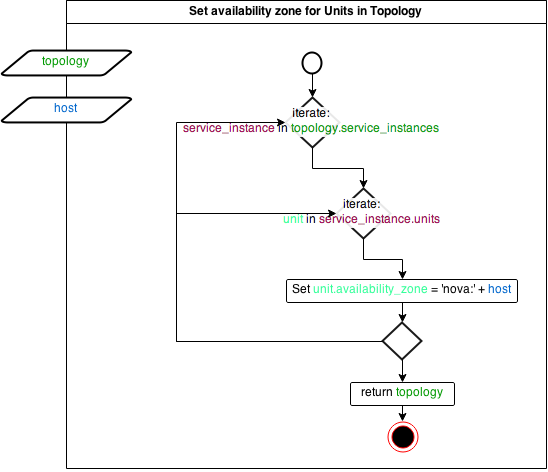 Set availability zone for Units in Topology
topology
host
iterate:
service_instance in topology.service_instances
iterate:
unit in service_instance.units
Set unit.availability_zone = 'nova:' + host
return topology